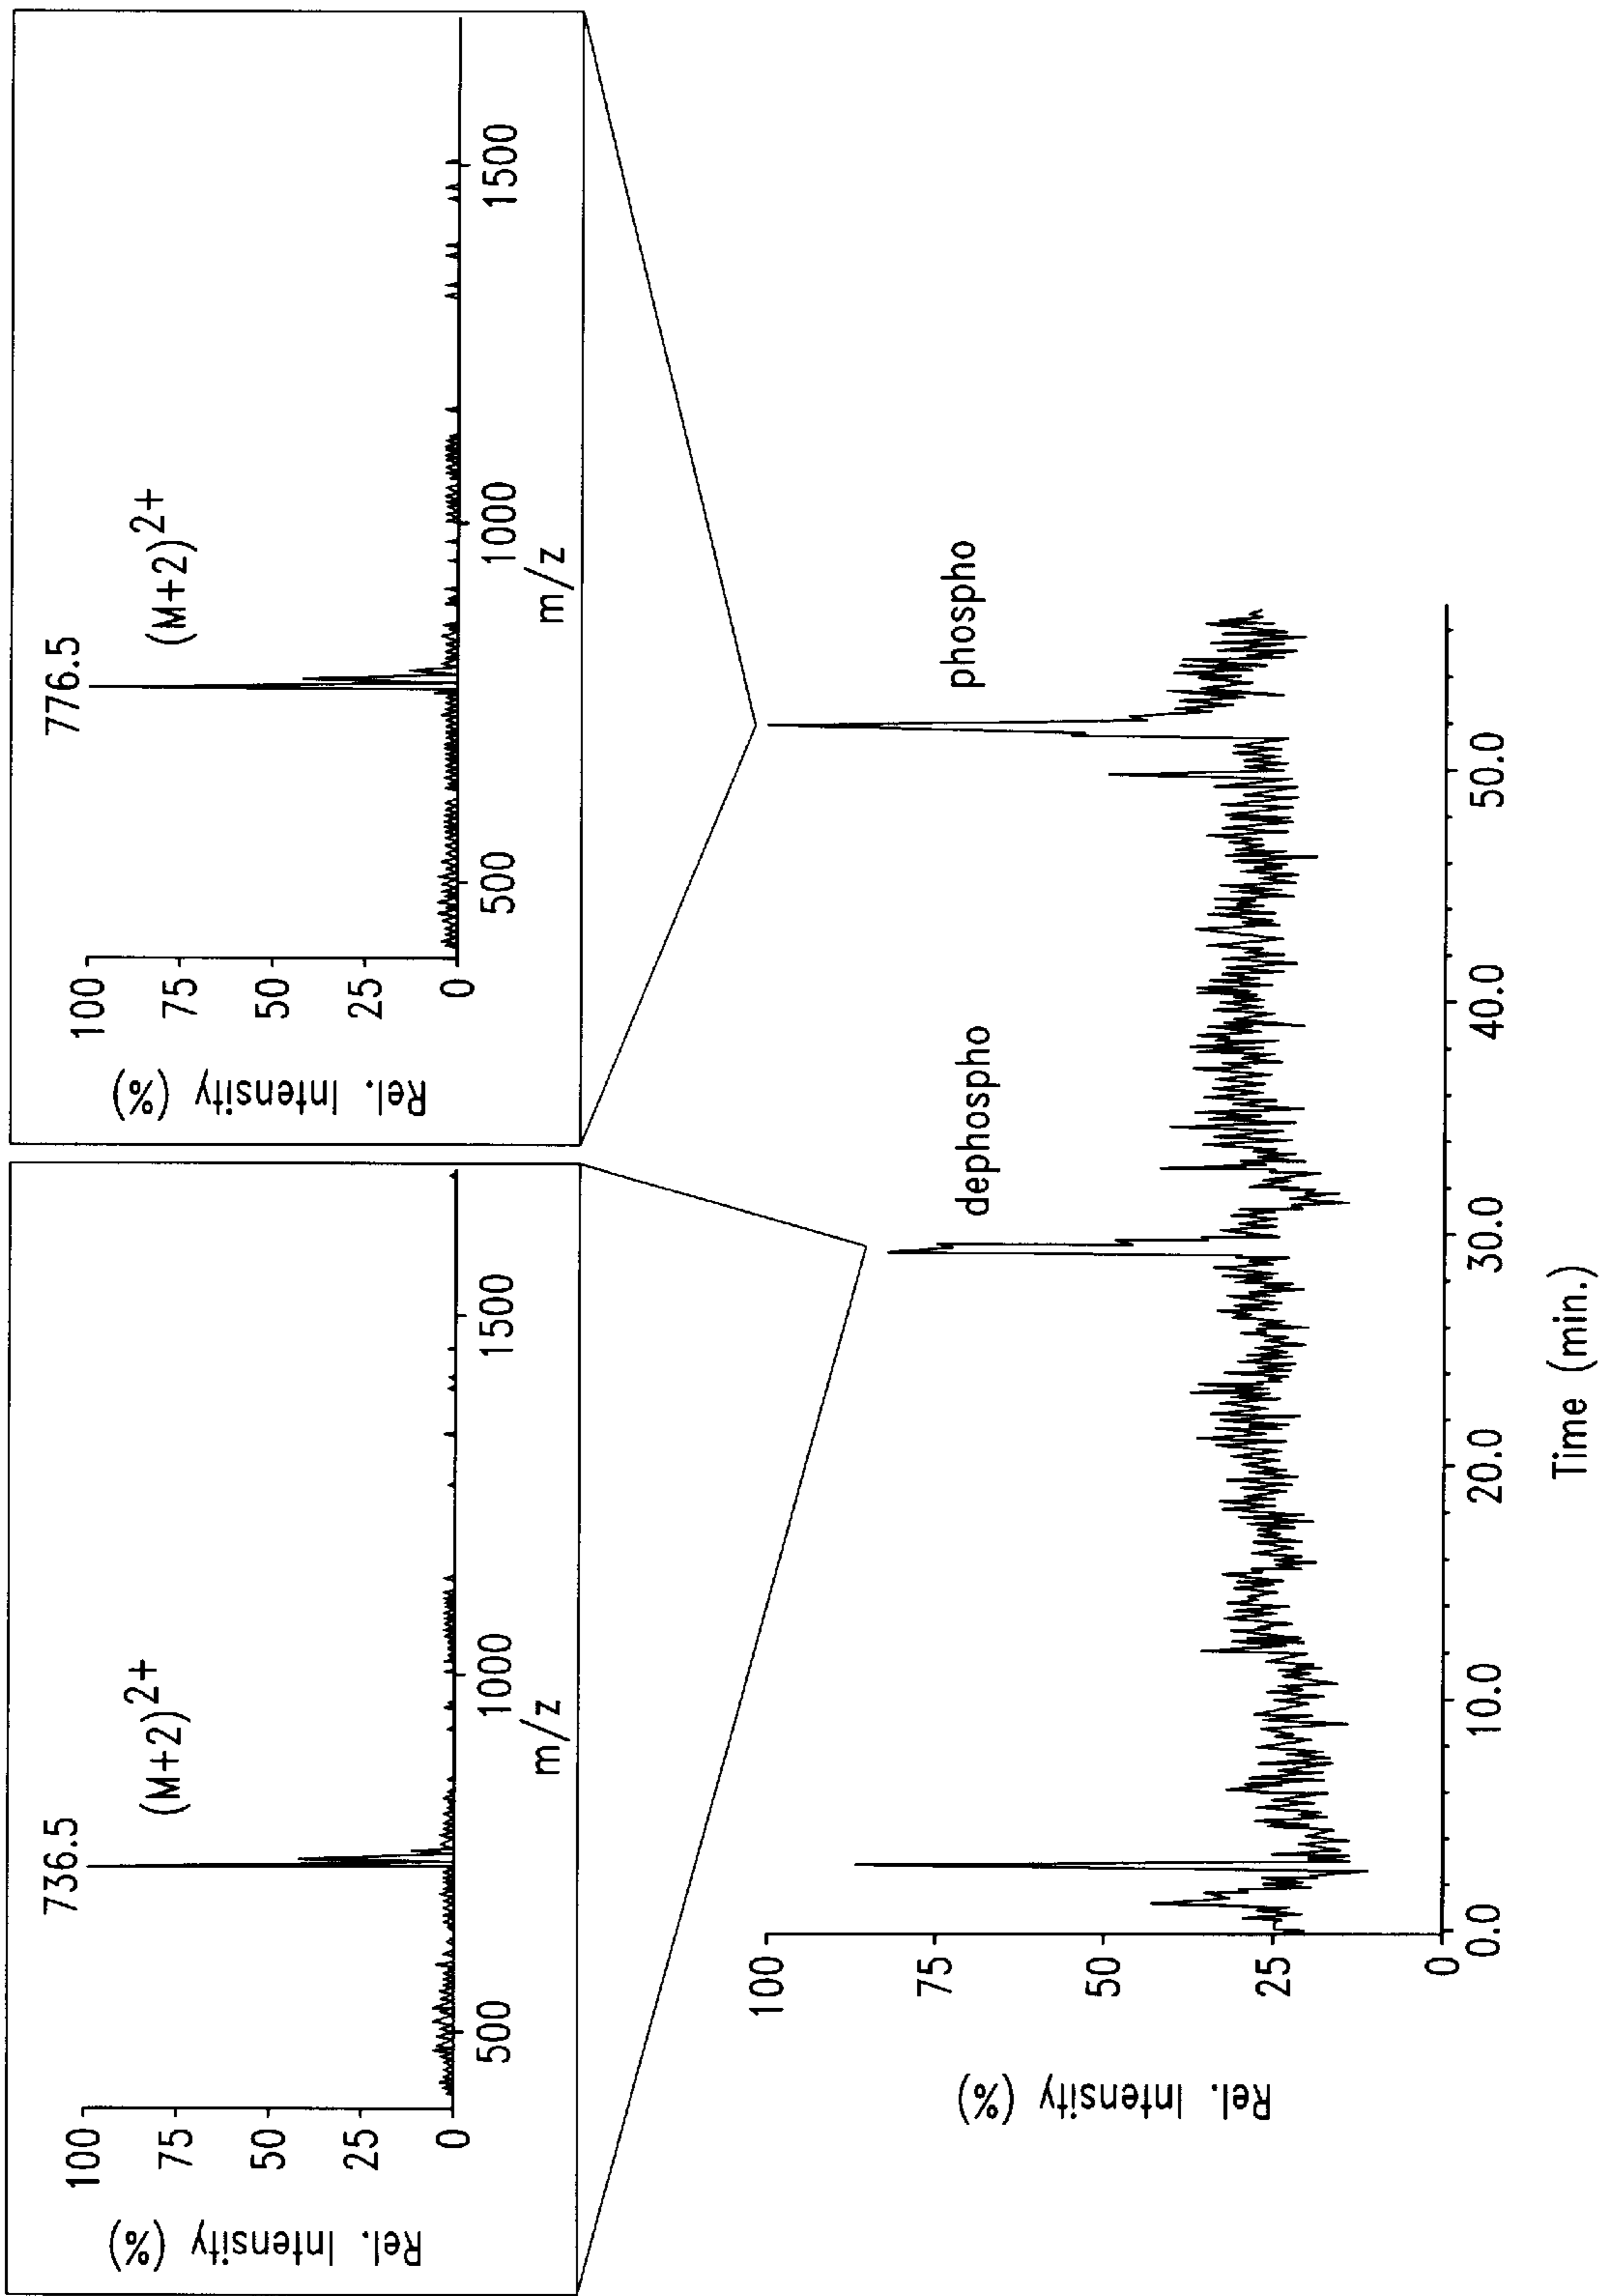 736.5
(M+2)2+
100
75
50
25
0
Rel. Intensity (%)
500
1000
1500
m/z
776.5
(M+2)2+
100
75
50
25
0
Rel. Intensity (%)
500
1000
1500
m/z
dephospho
phospho
100
75
50
25
0
Rel. Intensity (%)
0.0
10.0
20.0
30.0
40.0
50.0
Time (min.)